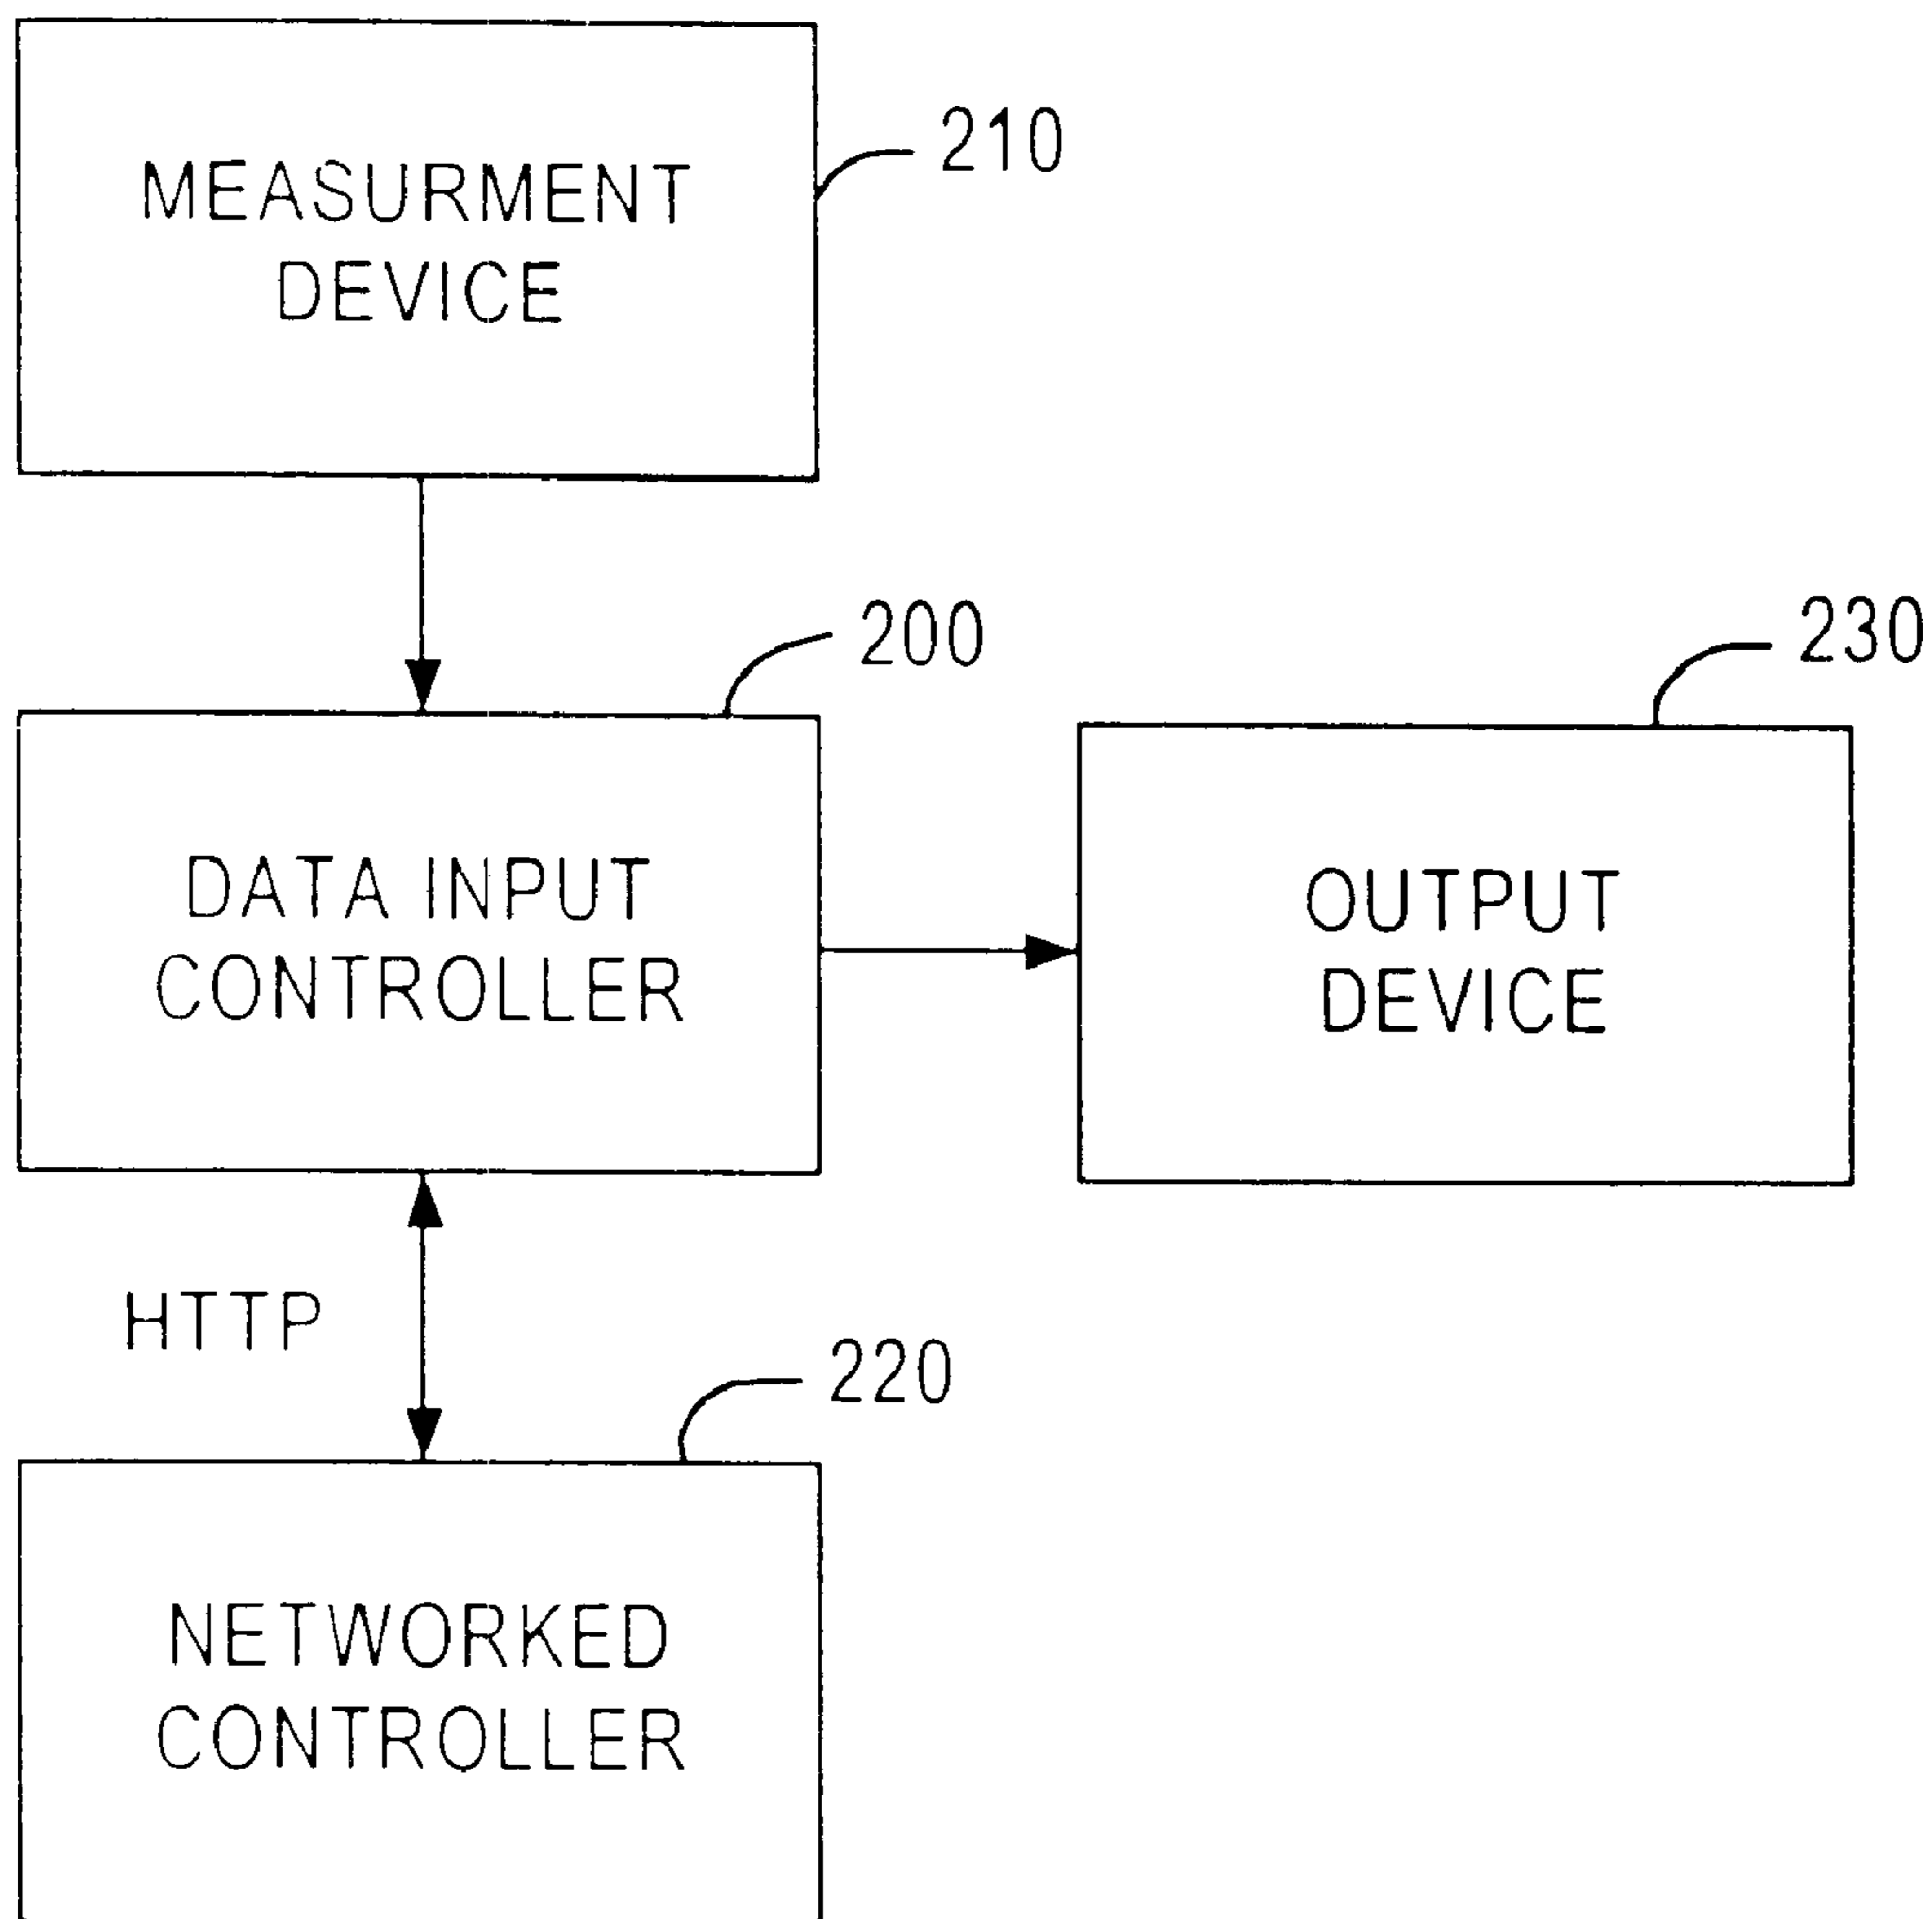 210
MEASURMENT
DEVICE
200
230
DATA INPUT
CONTROLLER
OUTPUT
DEVICE
HTTP
220
NETWORKED
CONTROLLER